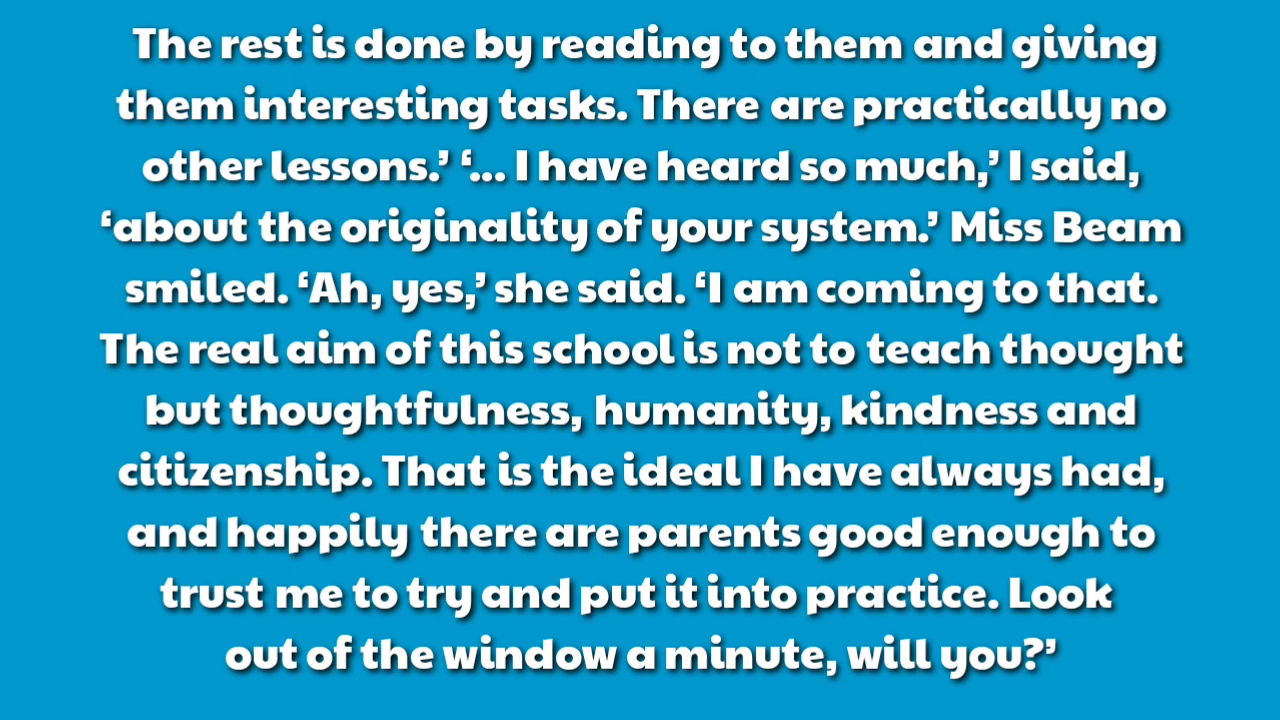 The rest is done by reading to them and giving
them interesting tasks. There are practically no
other lessons.’ ‘... I have heard so much,’ I said,
‘about the originality of your system.’ Miss Beam
smiled. ‘Ah, yes,’ she said. ‘I am coming to that.
The real aim of this school is not to teach thought
but thoughtfulness, humanity, kindness and
citizenship. That is the ideal I have always had,
and happily there are parents good enough to
trust me to try and put it into practice. Look
out of the window a minute, will you?’